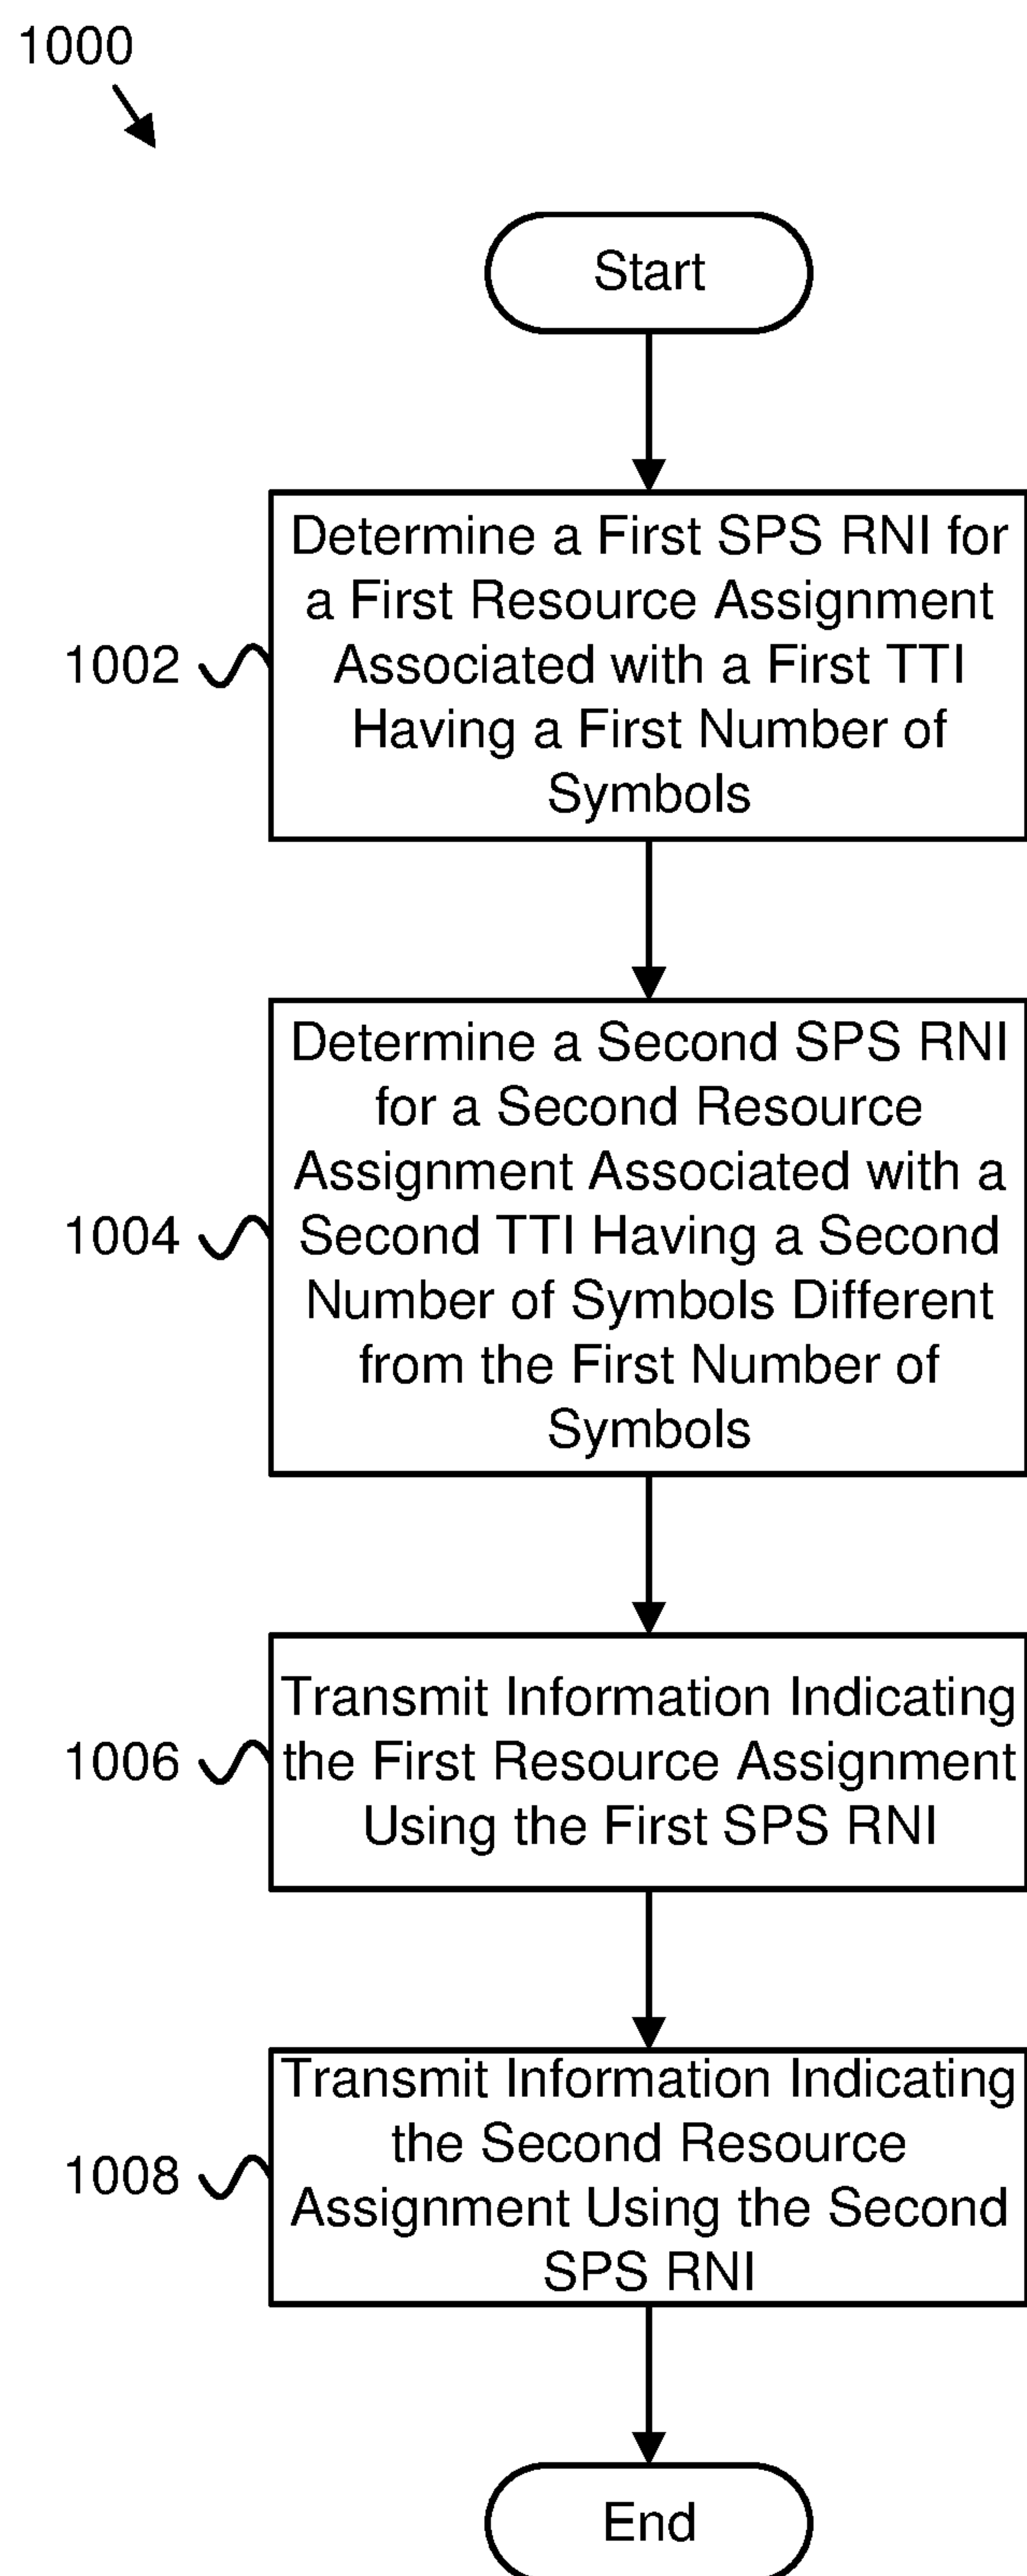 1000
Start
Determine a First SPS RNI for
a First Resource Assignment
Associated with a First TTI
Having a First Number of
Symbols
1002
Determine a Second SPS RNI
for a Second Resource
Assignment Associated with a
Second TTI Having a Second
Number of Symbols Different
from the First Number of
Symbols
1004
Transmit Information Indicating
the First Resource Assignment
Using the First SPS RNI
1006
Transmit Information Indicating
the Second Resource
Assignment Using the Second
SPS RNI
1008
End